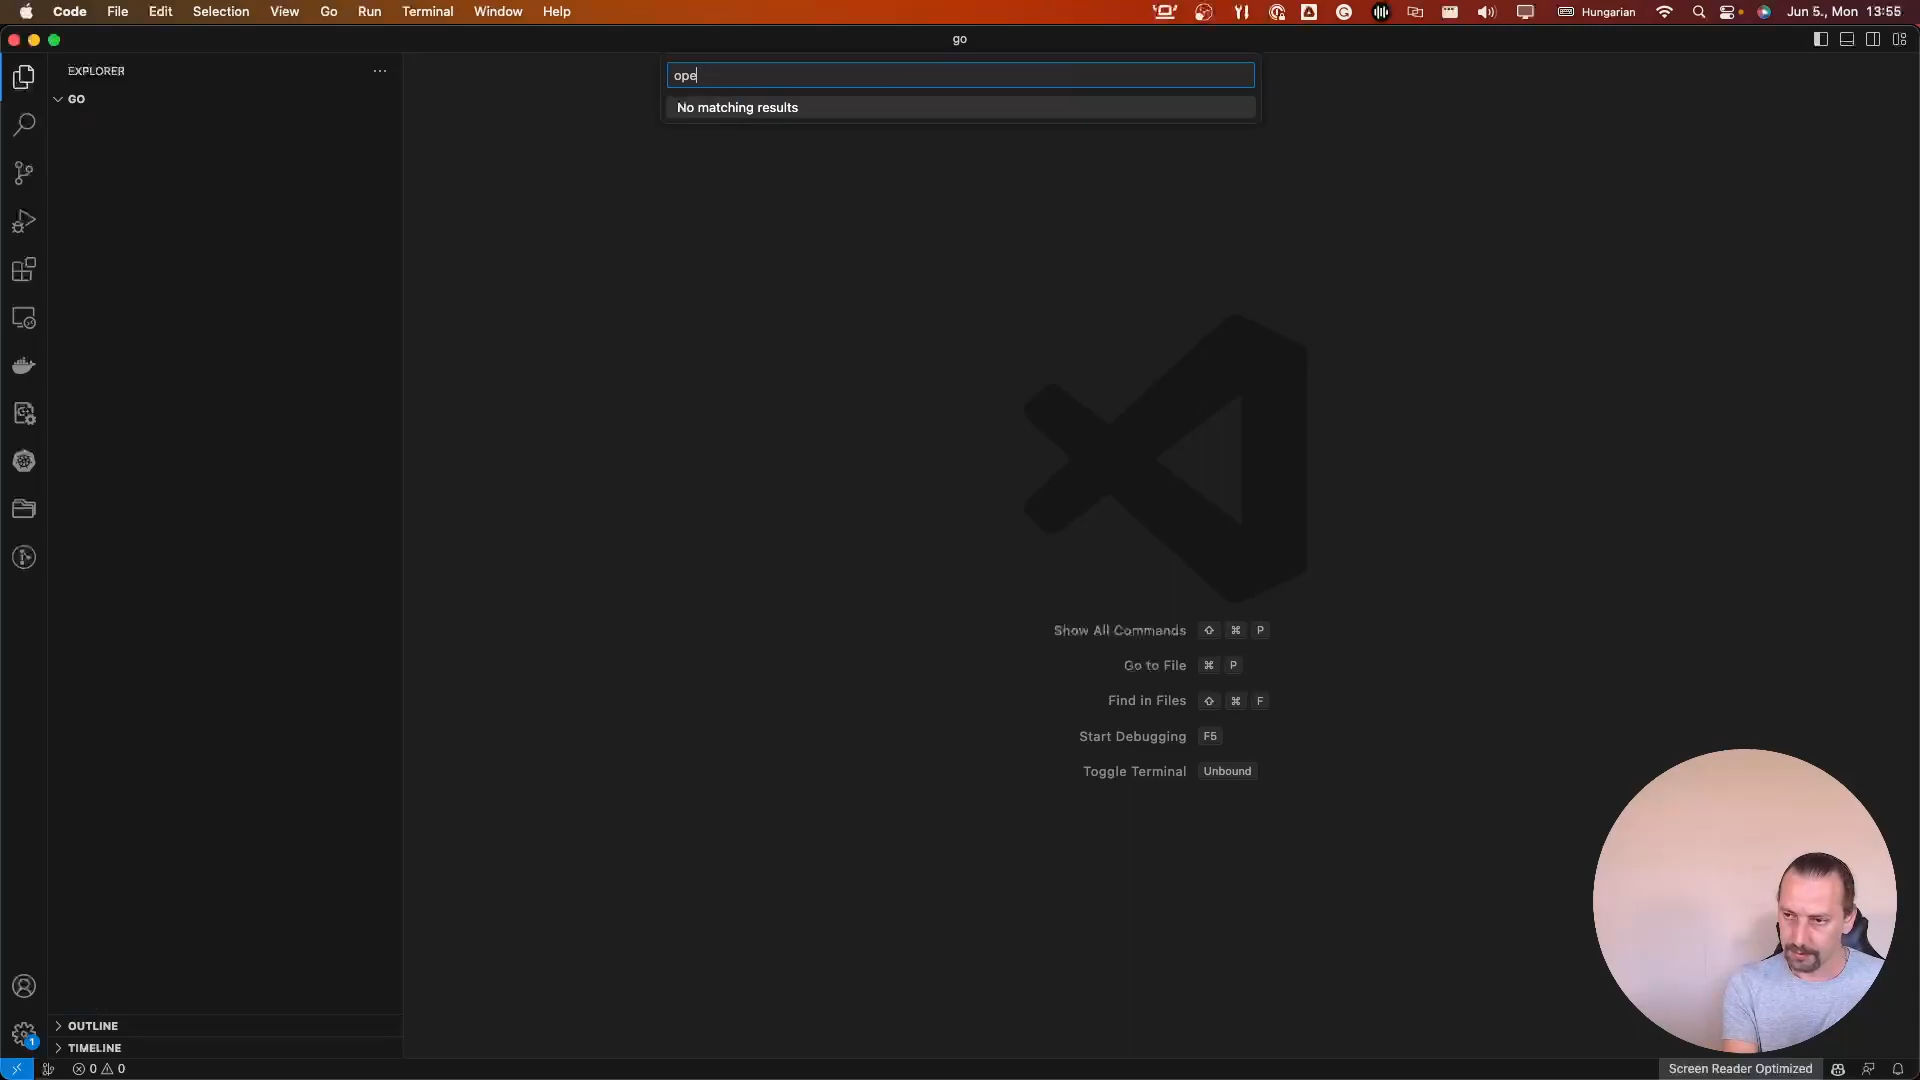 Code File Edit Selection View Go Run Terminal Window Help
Hungarian
Jun 5., Mon 13:55
go
EXPLORER
GO
ope
No matching results
Show All Commands ⇧ ⌘ P
Go to File ⌘ P
Find in Files ⇧ ⌘ F
Start Debugging F5
Toggle Terminal Unbound
OUTLINE
TIMELINE
1
0 0
Screen Reader Optimized